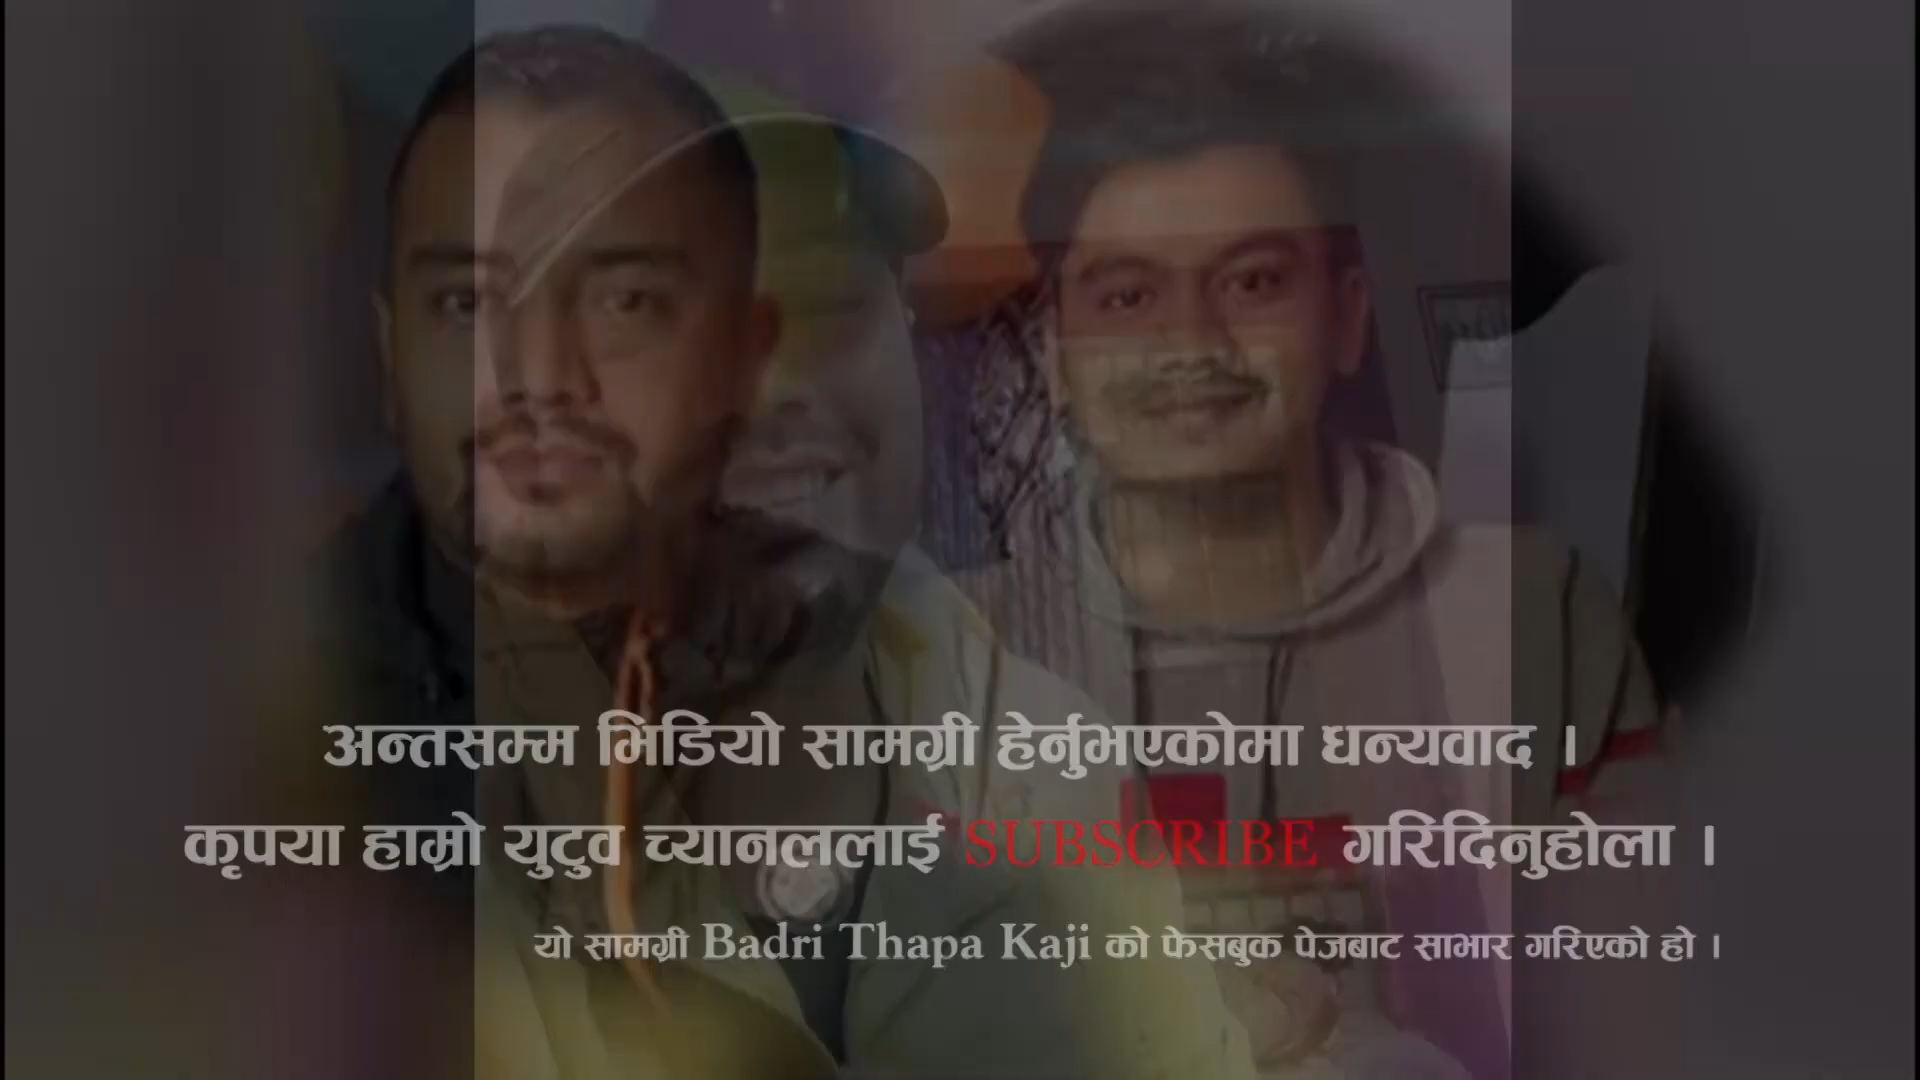 अन्तसम्म भिडियो सामग्री हेर्नुभएकोमा धन्यवाद ।
कृपया हाम्रो युटुव च्यानललाई SUBSCRIBE गरिदिनुहोला ।
यो सामग्री Badri Thapa Kaji को फेसबुक पेजबाट साभार गरिएको हो ।